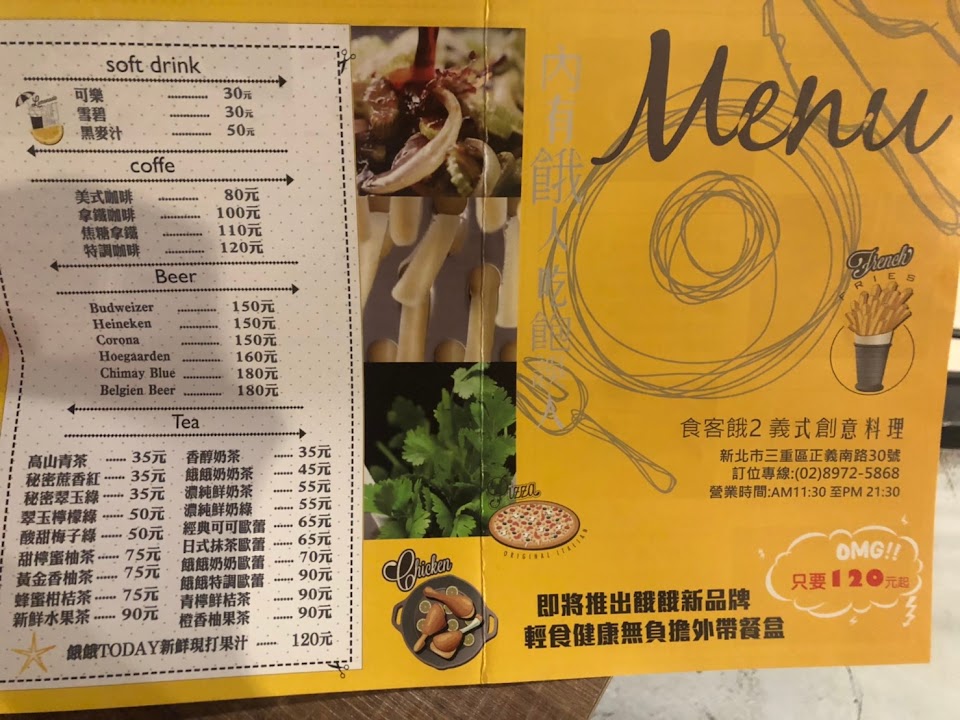 soft drink
可樂 ............ 30元
雪碧 ............ 30元
黑麥汁 ............ 50元
coffe
美式咖啡 ............ 80元
拿鐵咖啡 ............ 100元
焦糖拿鐵 ............ 110元
特調咖啡 ............ 120元
Beer
Budweizer ............ 150元
Heineken ............ 150元
Corona ............ 150元
Hoegaarden ............ 160元
Chimay Blue ............ 180元
Belgien Beer ............ 180元
Tea
高山青茶 ...... 35元
秘密蔗香紅 ...... 35元
秘密翠玉綠 ...... 35元
翠玉檸檬綠 ...... 50元
酸甜梅子綠 ...... 50元
甜檸蜜柚茶 ...... 75元
黃金香柚茶 ...... 75元
蜂蜜柑桔茶 ...... 75元
新鮮水果茶 ...... 90元
香醇奶茶 ...... 35元
餓餓奶奶茶 ...... 45元
濃純鮮奶茶 ...... 55元
濃純鮮奶綠 ...... 55元
經典可可歐蕾 ...... 65元
日式抹茶歐蕾 ...... 65元
餓餓奶奶歐蕾 ...... 70元
餓餓特調歐蕾 ...... 90元
青檸鮮桔茶 ...... 90元
橙香柚果茶 ...... 90元
餓餓TODAY新鮮現打果汁 ...... 120元
Menu
內有餓人吃飽
人
French
FRIES
食客餓2 義式創意料理
新北市三重區正義南路30號
訂位專線:(02)8972-5868
營業時間:AM11:30 至PM 21:30
Pizza
ORIGINAL ITALIAN
OMG!!
只要120元起
Chicken
即將推出餓餓新品牌
輕食健康無負擔外帶餐盒